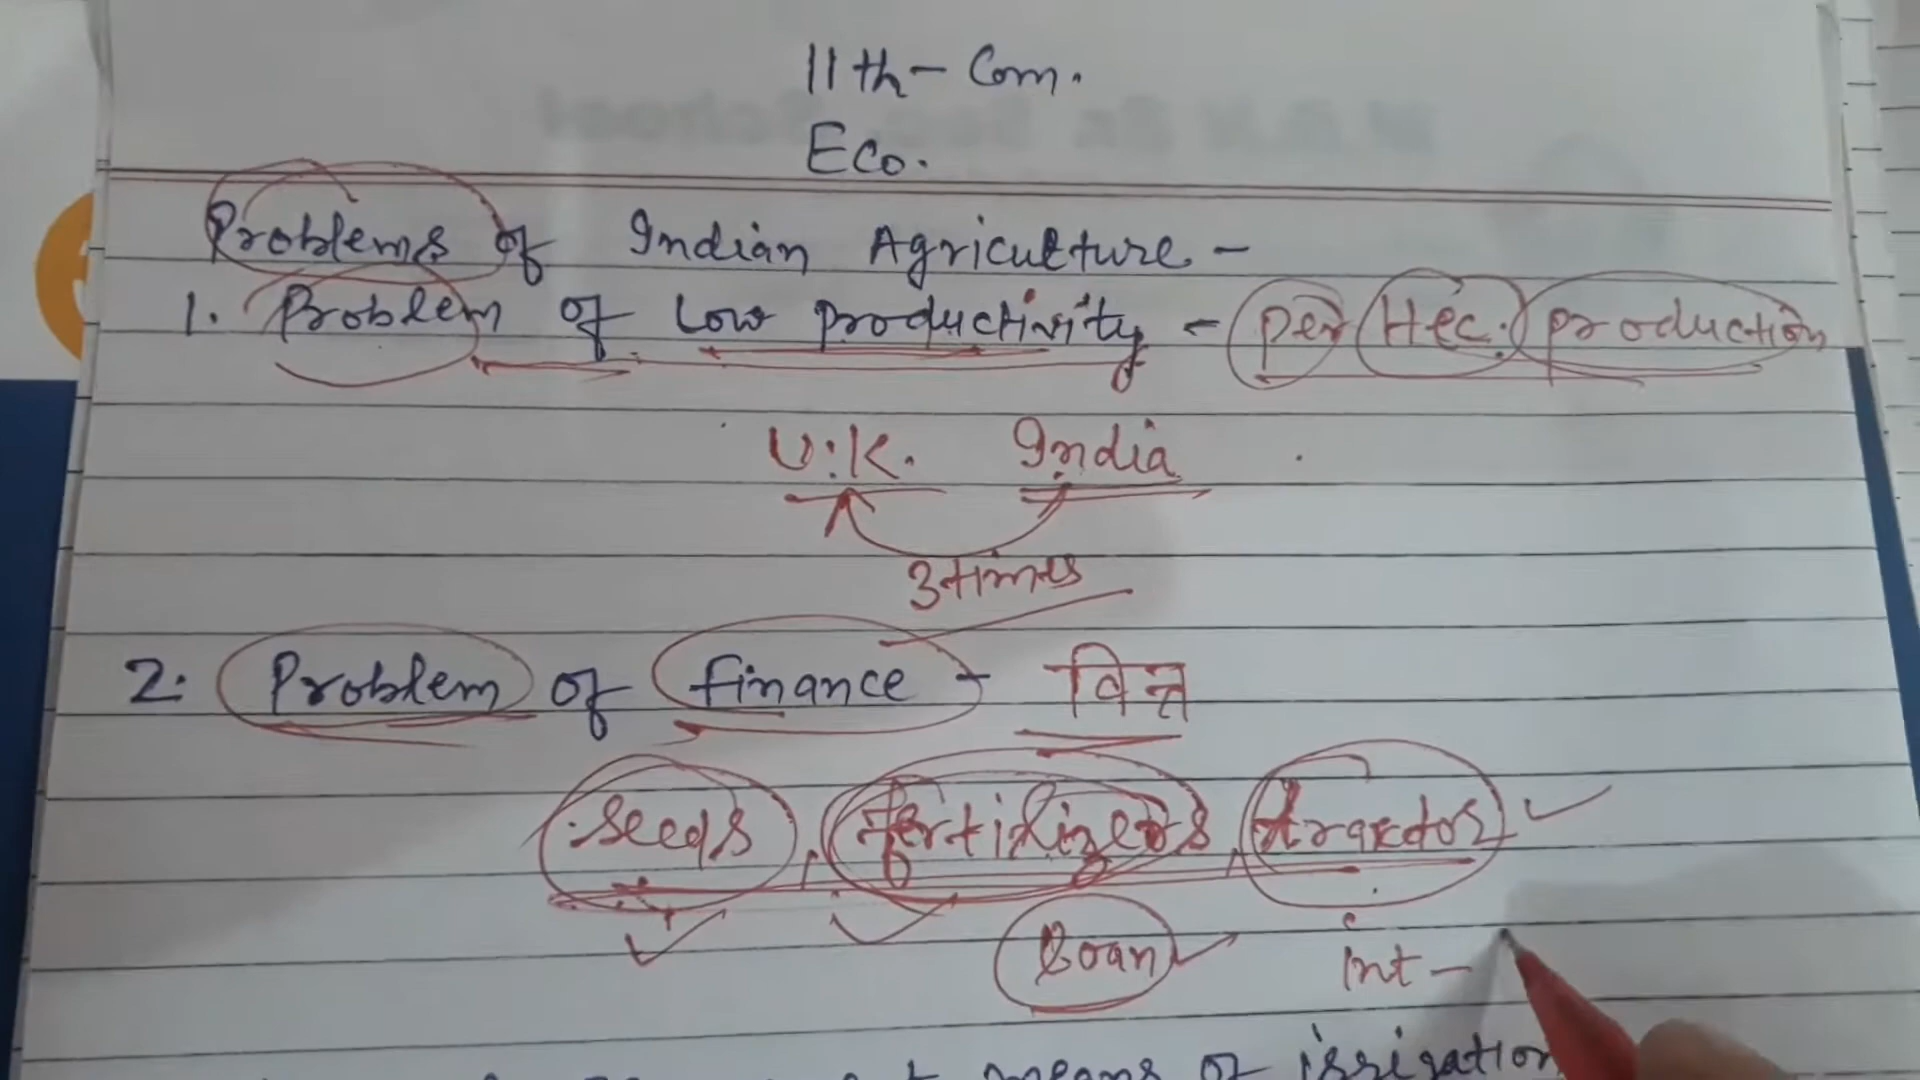 11th - Com.
Eco.
Problems of Indian Agriculture -
1. Problem of Low Productivity - Per Hec. production
U.K. India
3 times
2. Problem of finance - वित्त
seeds, fertilizers, tractor
Loan int -
means of irrigation